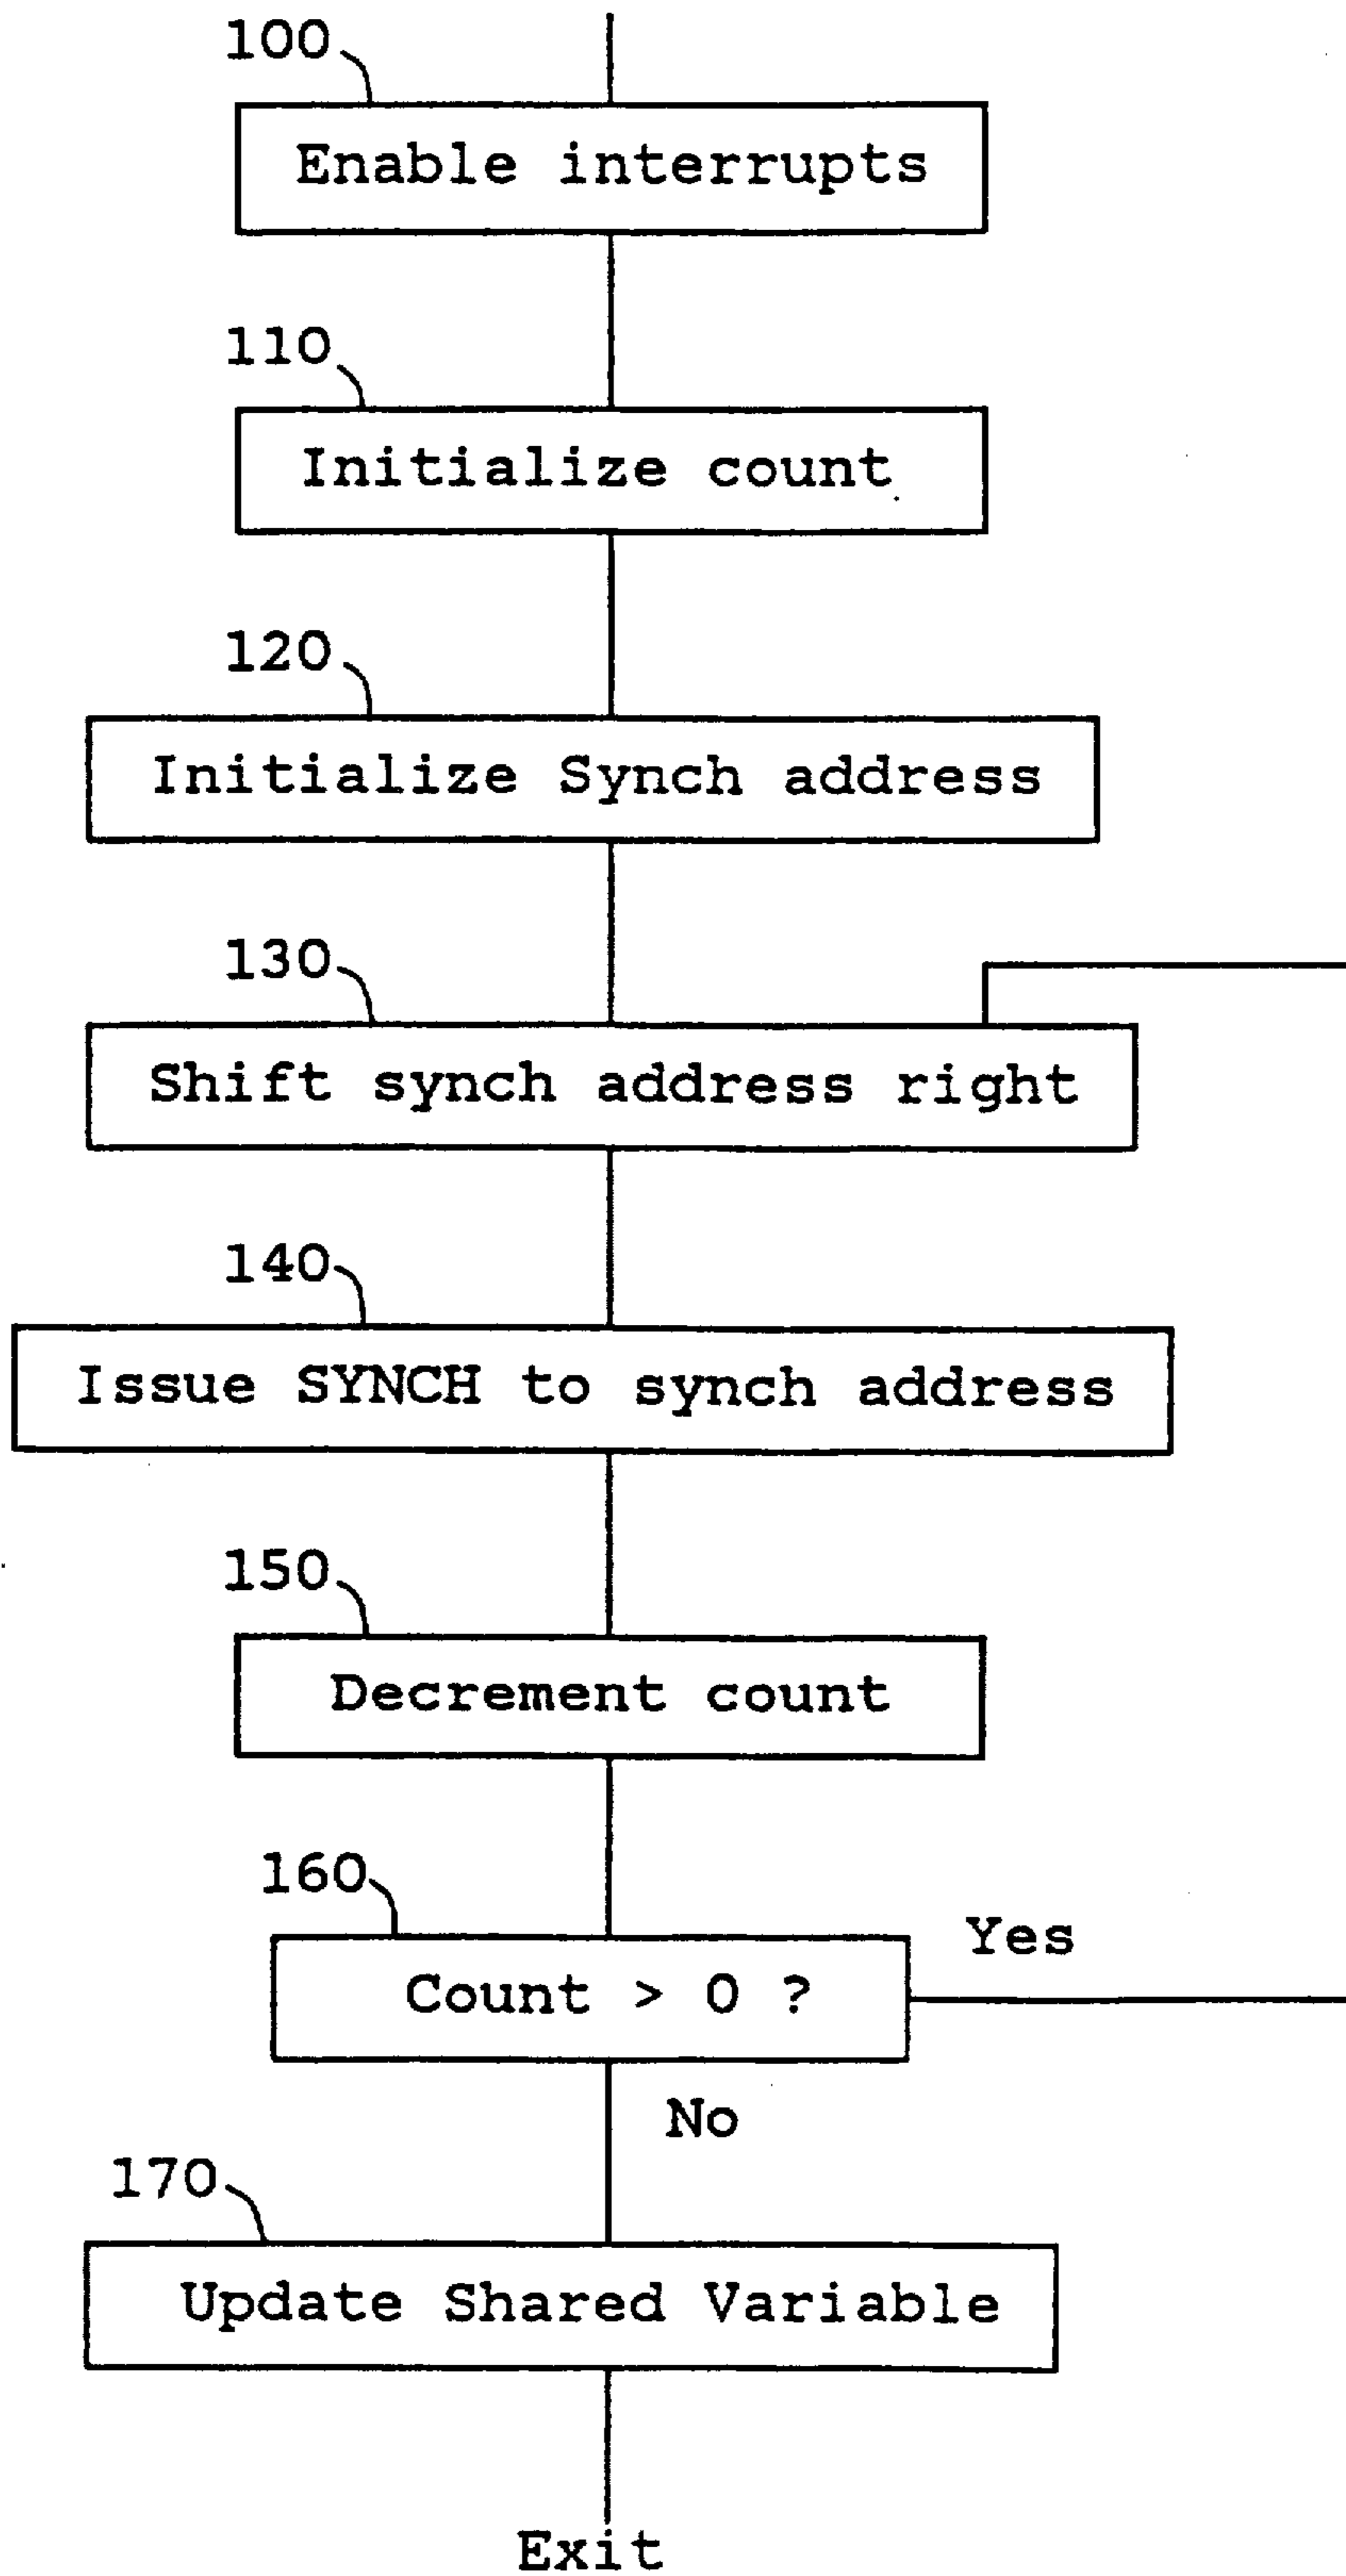 100
Enable interrupts
110
Initialize count
120
Initialize Synch address
130
Shift synch address right
140
Issue SYNCH to synch address
150
Decrement count
160
Count > 0 ?
Yes
No
170
Update Shared Variable
Exit